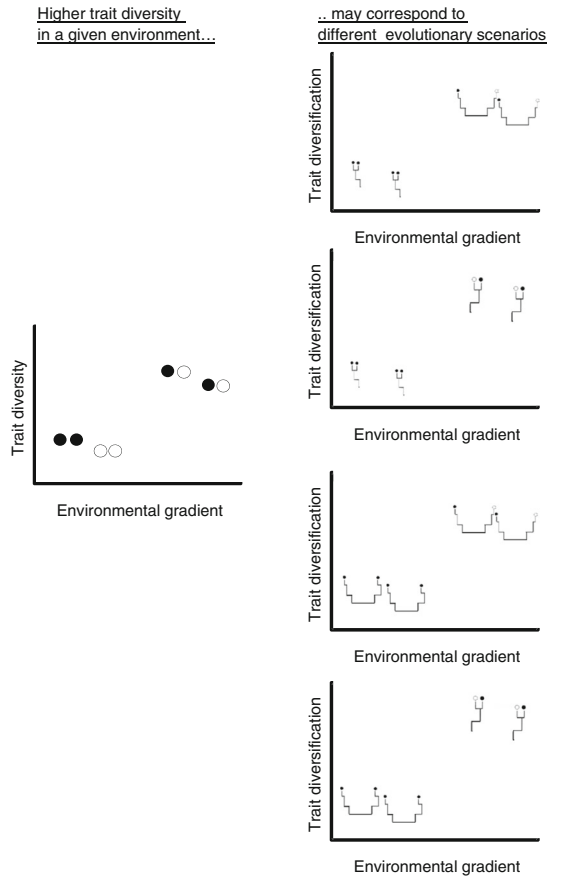 Higher trait diversity
in a given environment…
.. may correspond to
different evolutionary scenarios
Trait diversification
Environmental gradient
Trait diversification
Environmental gradient
Trait diversity
Environmental gradient
Trait diversification
Environmental gradient
Trait diversification
Environmental gradient